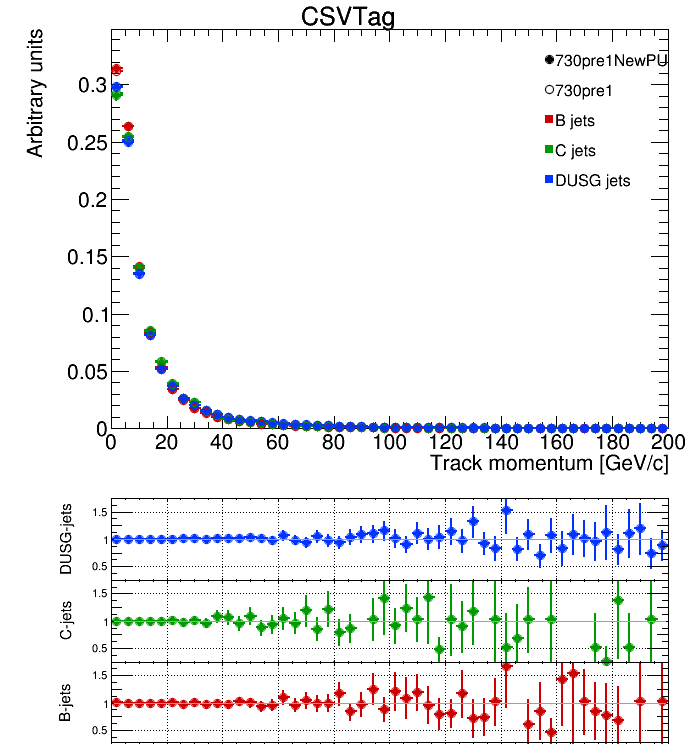 CSVTag
Arbitrary units
730pre1NewPU
730pre1
B jets
C jets
DUSG jets
0.3
0.25
0.2
0.15
0.1
0.05
0
0 20 40 60 80 100 120 140 160 180 200
Track momentum [GeV/c]
DUSG-jets
1.5
1
0.5
C-jets
1.5
1
0.5
B-jets
1.5
1
0.5